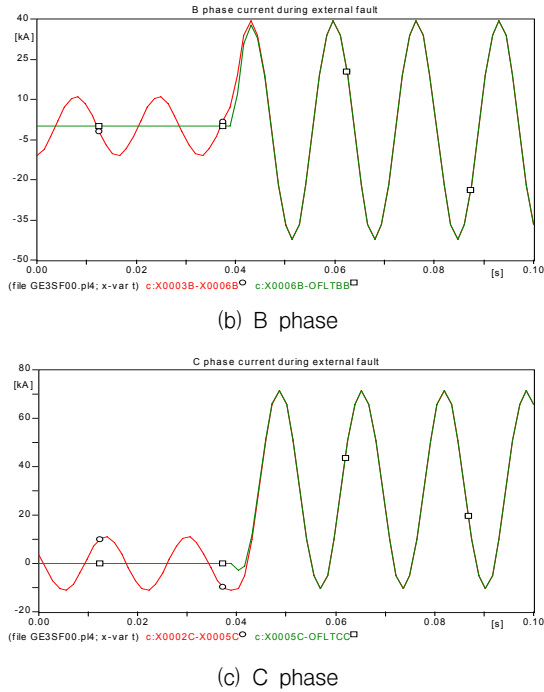 B phase current during external fault
40
[kA]
25
10
-5
-35
-50
0.00 0.02 0.04 0.06 0.08 0.10
[s]
(file GE3SF00.pl4; x-var t) c:X0003B-X0006B c:X0006B-OFLTBB
(b) B phase
C phase current during external fault
80
[kA]
60
40
20
0
-20
0.00 0.02 0.04 0.06 0.08 0.10
[s]
(file GE3SF00.pl4; x-var t) c:X0002C-X0005C c:X0005C-OFLTCC
(c) C phase